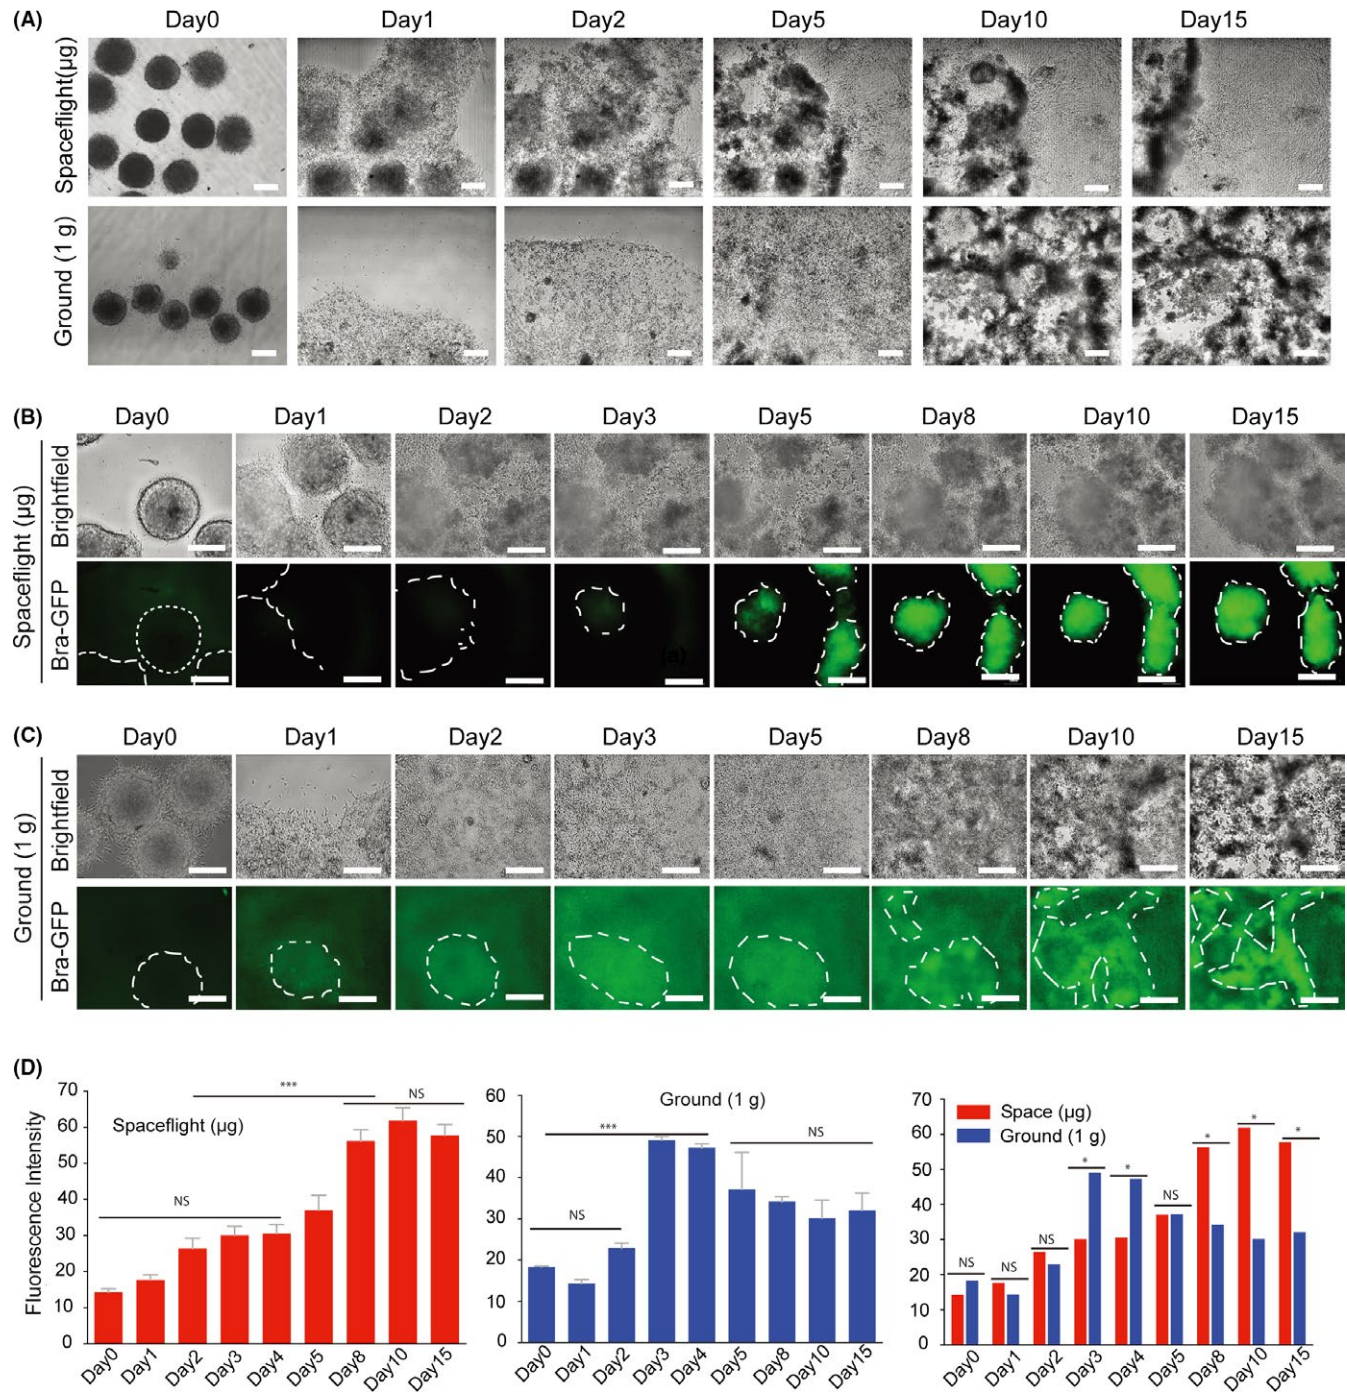 (A)
Day0 Day1 Day2 Day5 Day10 Day15
Spaceflight(µg)
Ground (1 g)
(B)
Day0 Day1 Day2 Day3 Day5 Day8 Day10 Day15
Spaceflight (µg)
Brightfield
Bra-GFP
(a)
(C)
Day0 Day1 Day2 Day3 Day5 Day8 Day10 Day15
Ground (1 g)
Brightfield
Bra-GFP
(D)
Fluorescence Intensity
70
60
50
40
30
20
10
0
Spaceflight (µg)
NS
***
NS
Day0 Day1 Day2 Day3 Day4 Day5 Day8 Day10 Day15
60
50
40
30
20
10
0
Ground (1 g)
NS
***
NS
Day0 Day1 Day2 Day3 Day4 Day5 Day8 Day10 Day15
70
60
50
40
30
20
10
0
Space (µg)
Ground (1 g)
NS NS NS * * NS * * *
Day0 Day1 Day2 Day3 Day4 Day5 Day8 Day10 Day15